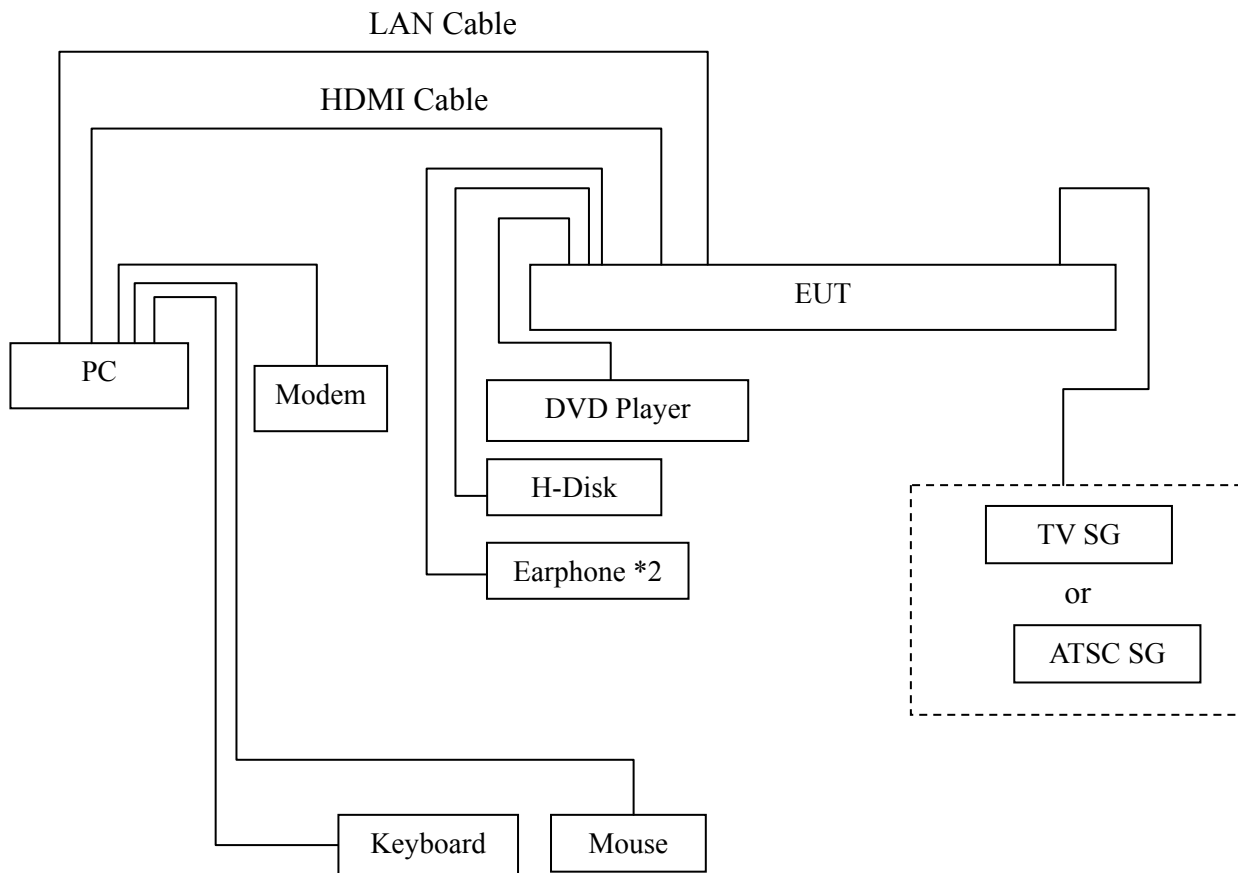 LAN Cable
HDMI Cable
EUT
PC
Modem
DVD Player
H-Disk
TV SG
Earphone *2
or
ATSC SG
Keyboard
Mouse